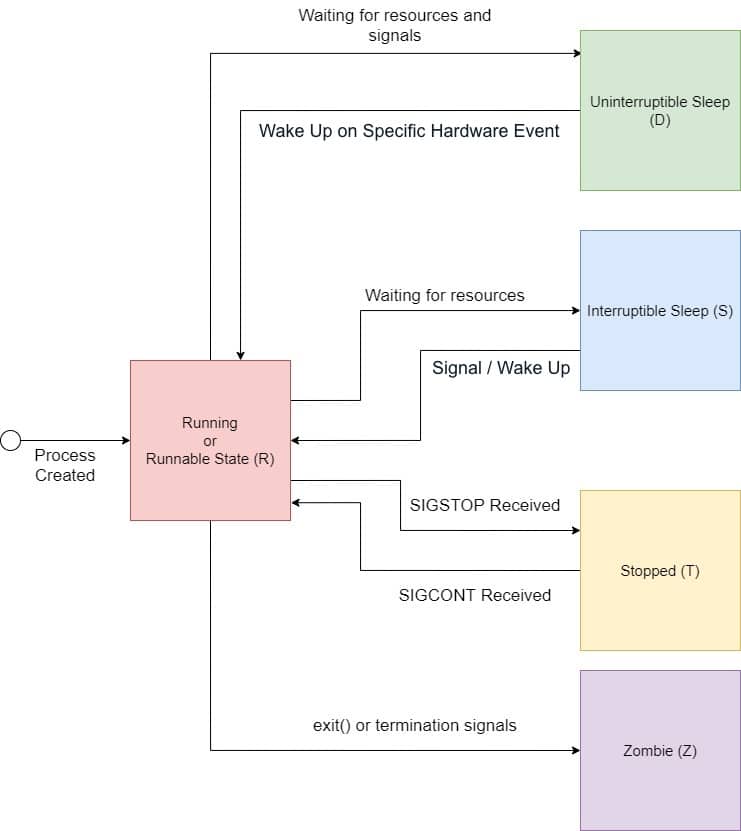 Waiting for resources and
signals
Uninterruptible Sleep
(D)
Wake Up on Specific Hardware Event
Waiting for resources
Interruptible Sleep (S)
Signal / Wake Up
Running
or
Runnable State (R)
Process
Created
SIGSTOP Received
Stopped (T)
SIGCONT Received
exit() or termination signals
Zombie (Z)